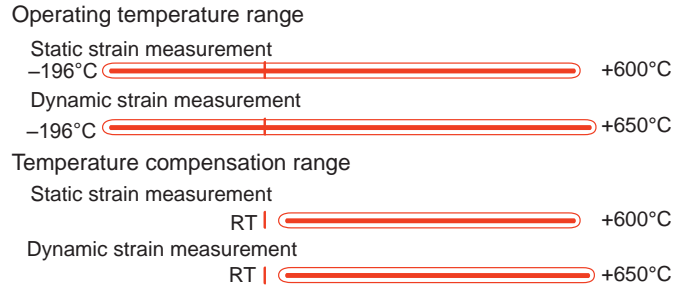 Operating temperature range
Static strain measurement
–196°C +600°C
Dynamic strain measurement
–196°C +650°C
Temperature compensation range
Static strain measurement
RT +600°C
Dynamic strain measurement
RT +650°C